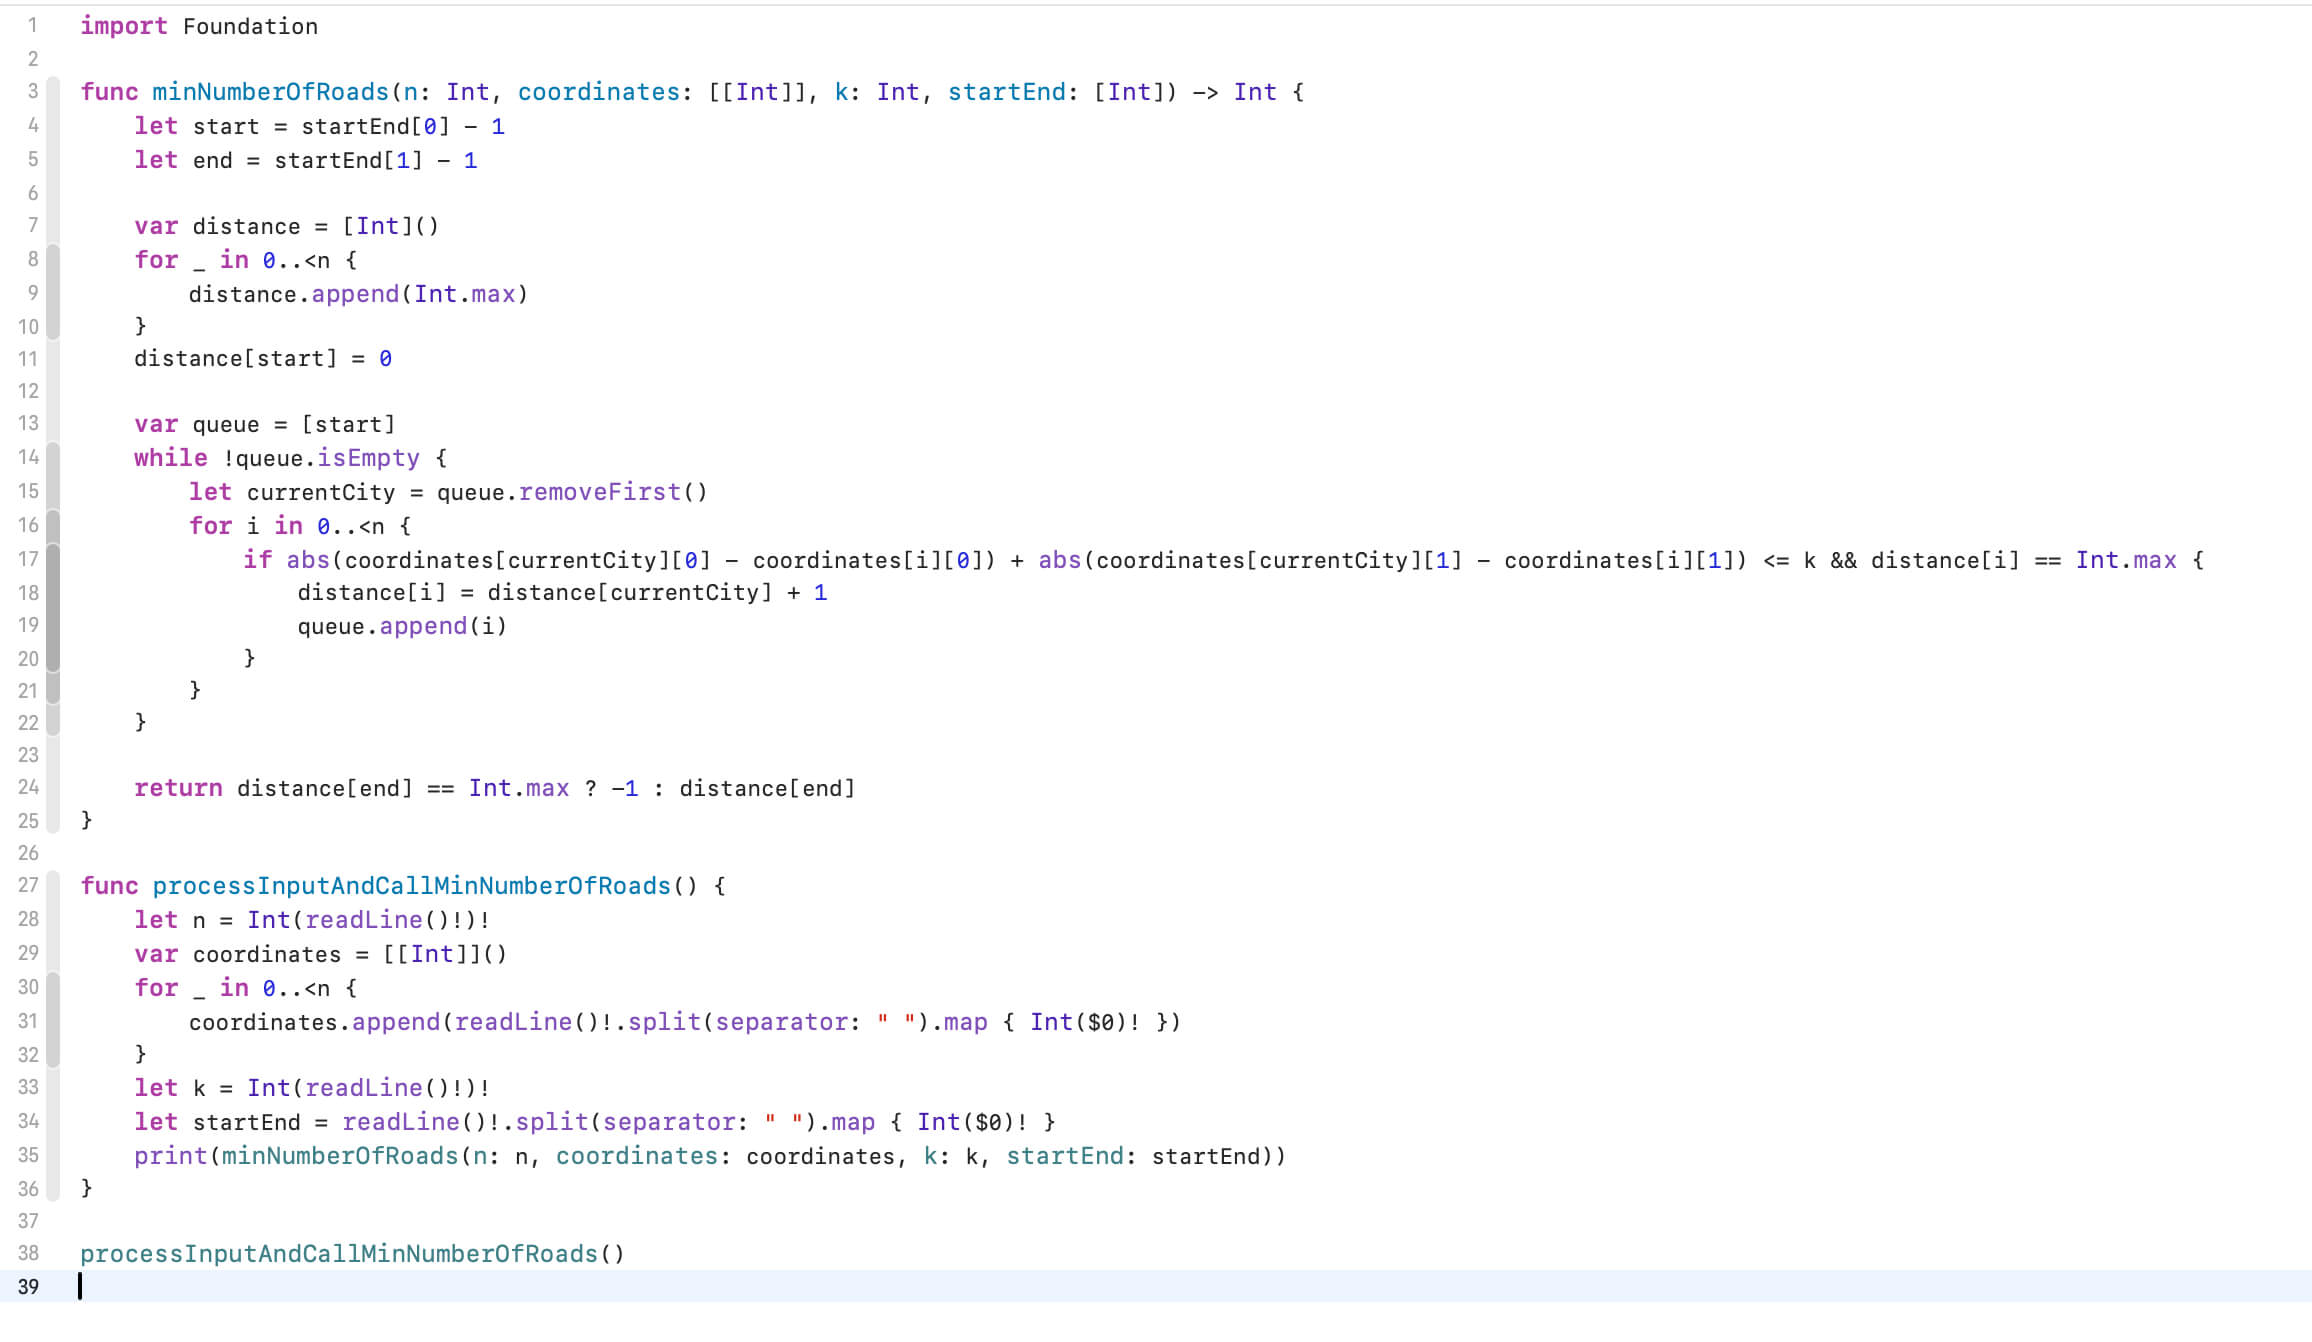 1 import Foundation
2
3 func minNumberOfRoads(n: Int, coordinates: [[Int]], k: Int, startEnd: [Int]) -> Int {
4     let start = startEnd[0] - 1
5     let end = startEnd[1] - 1
6
7     var distance = [Int]()
8     for _ in 0..<n {
9         distance.append(Int.max)
10     }
11     distance[start] = 0
12
13     var queue = [start]
14     while !queue.isEmpty {
15         let currentCity = queue.removeFirst()
16         for i in 0..<n {
17             if abs(coordinates[currentCity][0] - coordinates[i][0]) + abs(coordinates[currentCity][1] - coordinates[i][1]) <= k && distance[i] == Int.max {
18                 distance[i] = distance[currentCity] + 1
19                 queue.append(i)
20             }
21         }
22     }
23
24     return distance[end] == Int.max ? -1 : distance[end]
25 }
26
27 func processInputAndCallMinNumberOfRoads() {
28     let n = Int(readLine()!)!
29     var coordinates = [[Int]]()
30     for _ in 0..<n {
31         coordinates.append(readLine()!.split(separator: " ").map { Int($0)! })
32     }
33     let k = Int(readLine()!)!
34     let startEnd = readLine()!.split(separator: " ").map { Int($0)! }
35     print(minNumberOfRoads(n: n, coordinates: coordinates, k: k, startEnd: startEnd))
36 }
37
38 processInputAndCallMinNumberOfRoads()
39